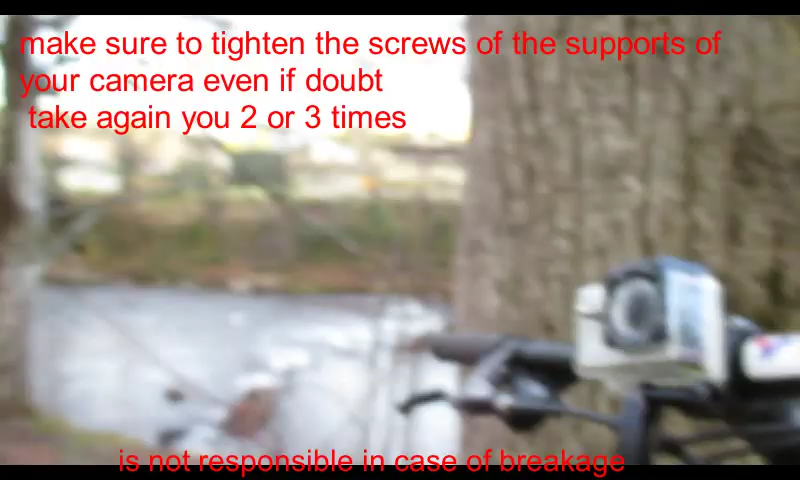 make sure to tighten the screws of the supports of
your camera even if doubt
take again you 2 or 3 times
is not responsible in case of breakage